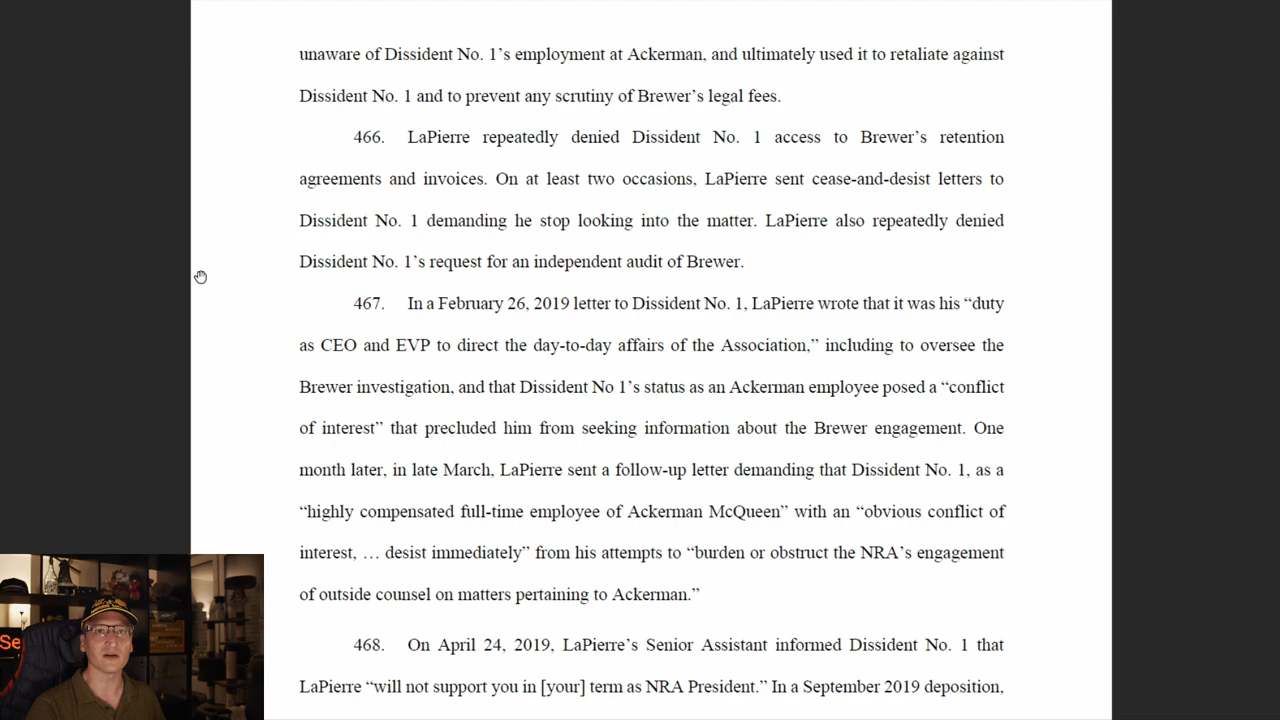 unaware of Dissident No. 1’s employment at Ackerman, and ultimately used it to retaliate against
Dissident No. 1 and to prevent any scrutiny of Brewer’s legal fees.
466. LaPierre repeatedly denied Dissident No. 1 access to Brewer’s retention
agreements and invoices. On at least two occasions, LaPierre sent cease-and-desist letters to
Dissident No. 1 demanding he stop looking into the matter. LaPierre also repeatedly denied
Dissident No. 1’s request for an independent audit of Brewer.
467. In a February 26, 2019 letter to Dissident No. 1, LaPierre wrote that it was his “duty
as CEO and EVP to direct the day-to-day affairs of the Association,” including to oversee the
Brewer investigation, and that Dissident No 1’s status as an Ackerman employee posed a “conflict
of interest” that precluded him from seeking information about the Brewer engagement. One
month later, in late March, LaPierre sent a follow-up letter demanding that Dissident No. 1, as a
“highly compensated full-time employee of Ackerman McQueen” with an “obvious conflict of
interest, … desist immediately” from his attempts to “burden or obstruct the NRA’s engagement
of outside counsel on matters pertaining to Ackerman.”
468. On April 24, 2019, LaPierre’s Senior Assistant informed Dissident No. 1 that
LaPierre “will not support you in [your] term as NRA President.” In a September 2019 deposition,
Se